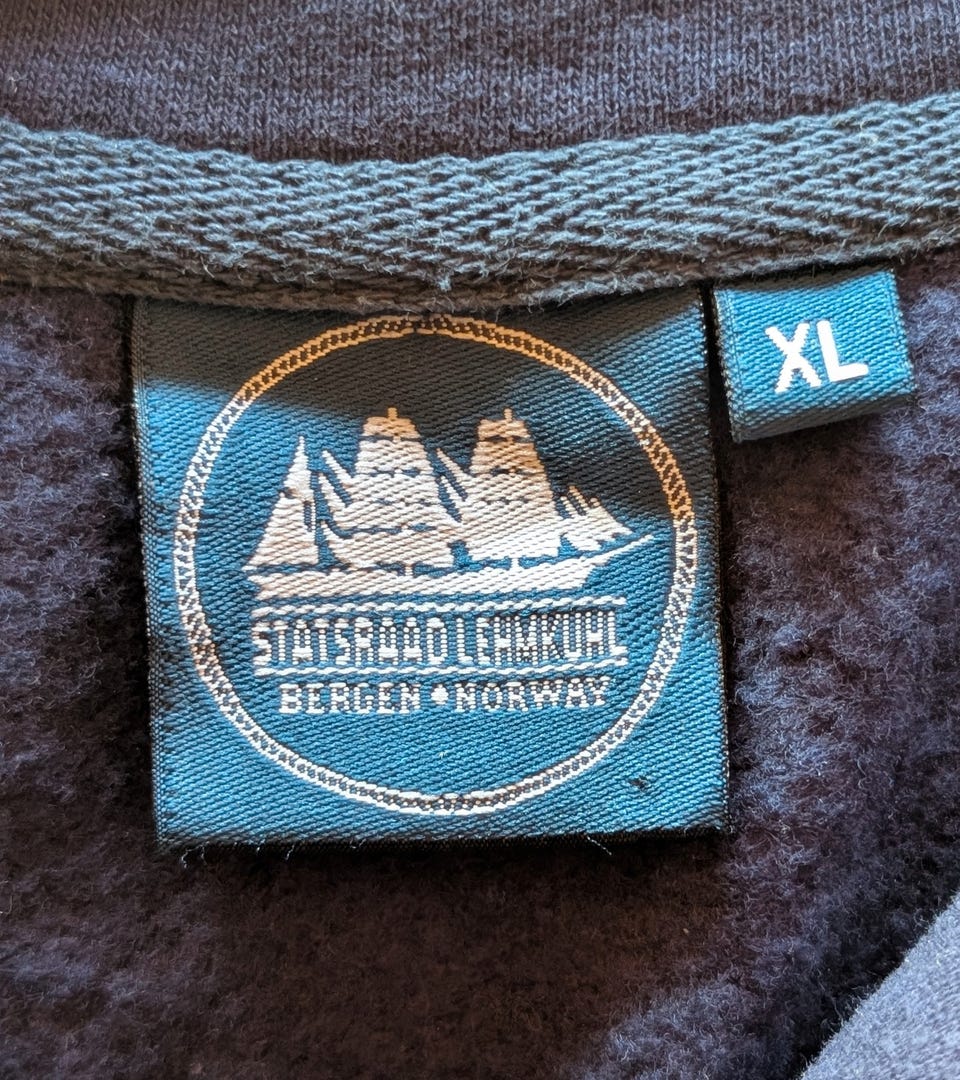 STATSRAAD LEHMKUHL
BERGEN • NORWAY
XL